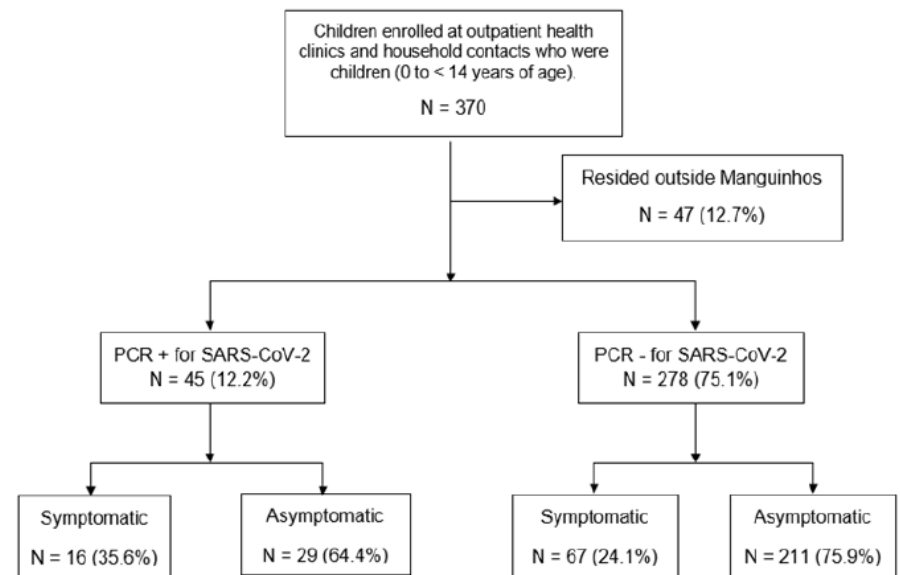 Children enrolled at outpatient health
clinics and household contacts who were
children (0 to < 14 years of age).
N = 370
Resided outside Manguinhos
N = 47 (12.7%)
PCR + for SARS-CoV-2
N = 45 (12.2%)
PCR - for SARS-CoV-2
N = 278 (75.1%)
Symptomatic
N = 16 (35.6%)
Asymptomatic
N = 29 (64.4%)
Symptomatic
N = 67 (24.1%)
Asymptomatic
N = 211 (75.9%)